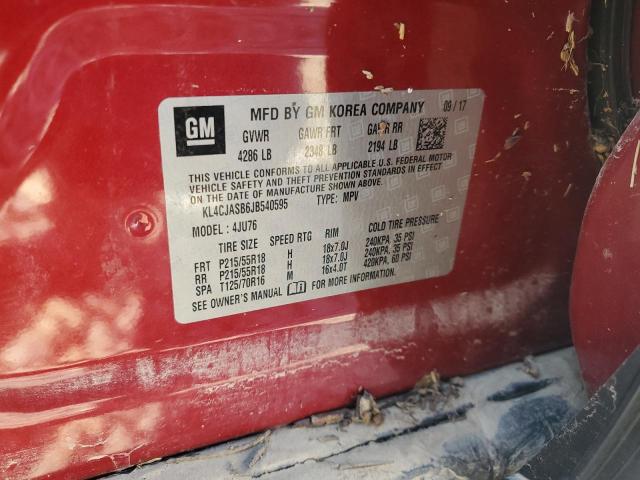 GM
MFD BY GM KOREA COMPANY 09 / 17
GVWR GAWR FRT GAWR RR
4286 LB 2348 LB 2194 LB
THIS VEHICLE CONFORMS TO ALL APPLICABLE U.S. FEDERAL MOTOR
VEHICLE SAFETY AND THEFT PREVENTION STANDARDS IN EFFECT
ON THE DATE OF MANUFACTURE SHOWN ABOVE.
KL4CJASB6JB540595 TYPE: MPV
MODEL: 4JU76
TIRE SIZE SPEED RTG RIM COLD TIRE PRESSURE
FRT P215/55R18 H 18x7.0J 240KPA, 35 PSI
RR P215/55R18 H 18x7.0J 240KPA, 35 PSI
SPA T125/70R16 M 16x4.0T 420KPA, 60 PSI
SEE OWNER'S MANUAL FOR ADDITIONAL INFORMATION.